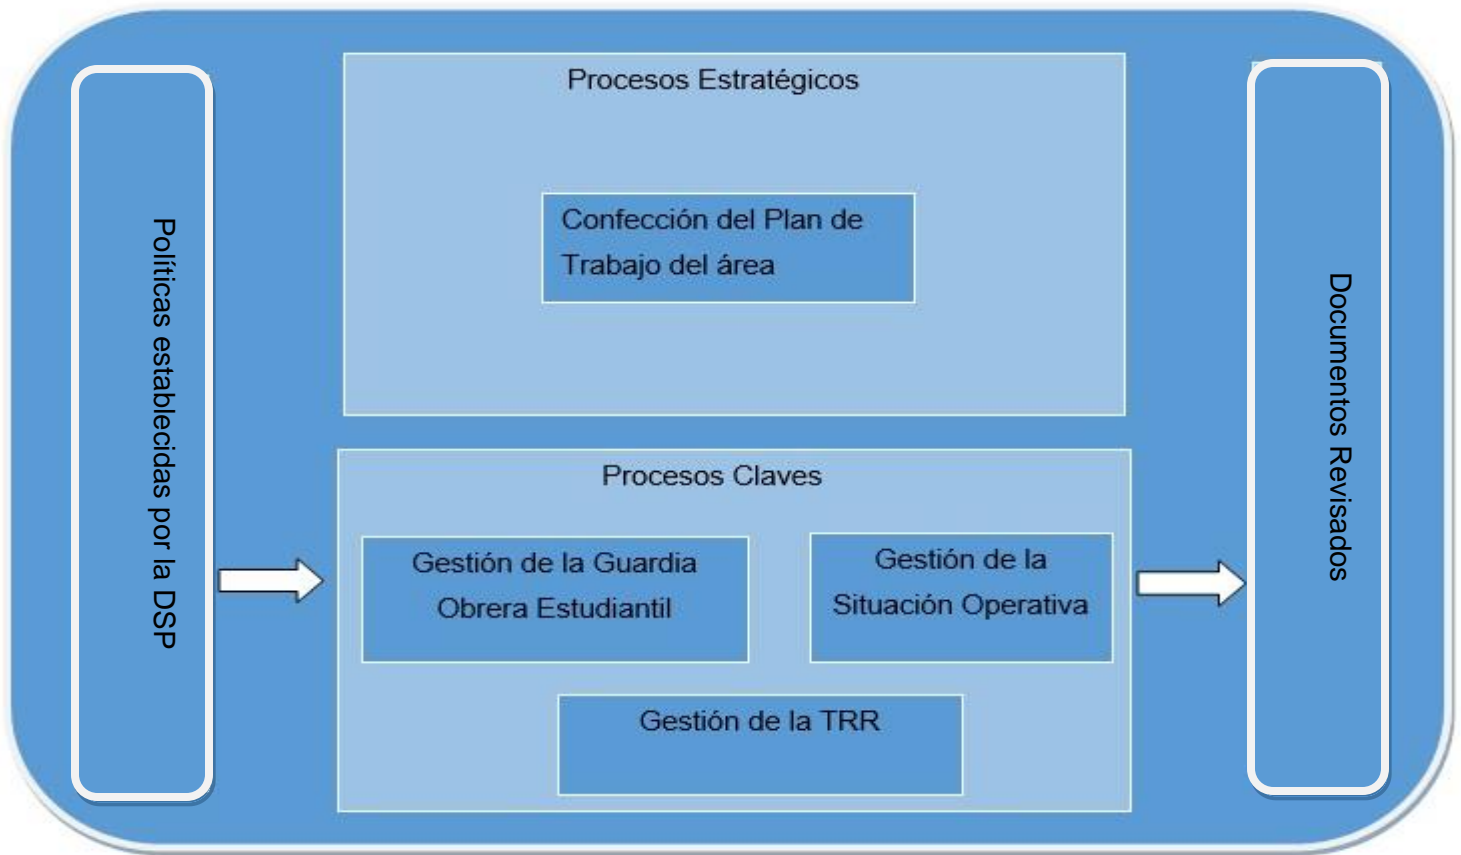 Políticas establecidas por la DSP
Procesos Estratégicos
Confección del Plan de
Trabajo del área
Procesos Claves
Gestión de la Guardia
Obrera Estudiantil
Gestión de la
Situación Operativa
Gestión de la TRR
Documentos Revisados